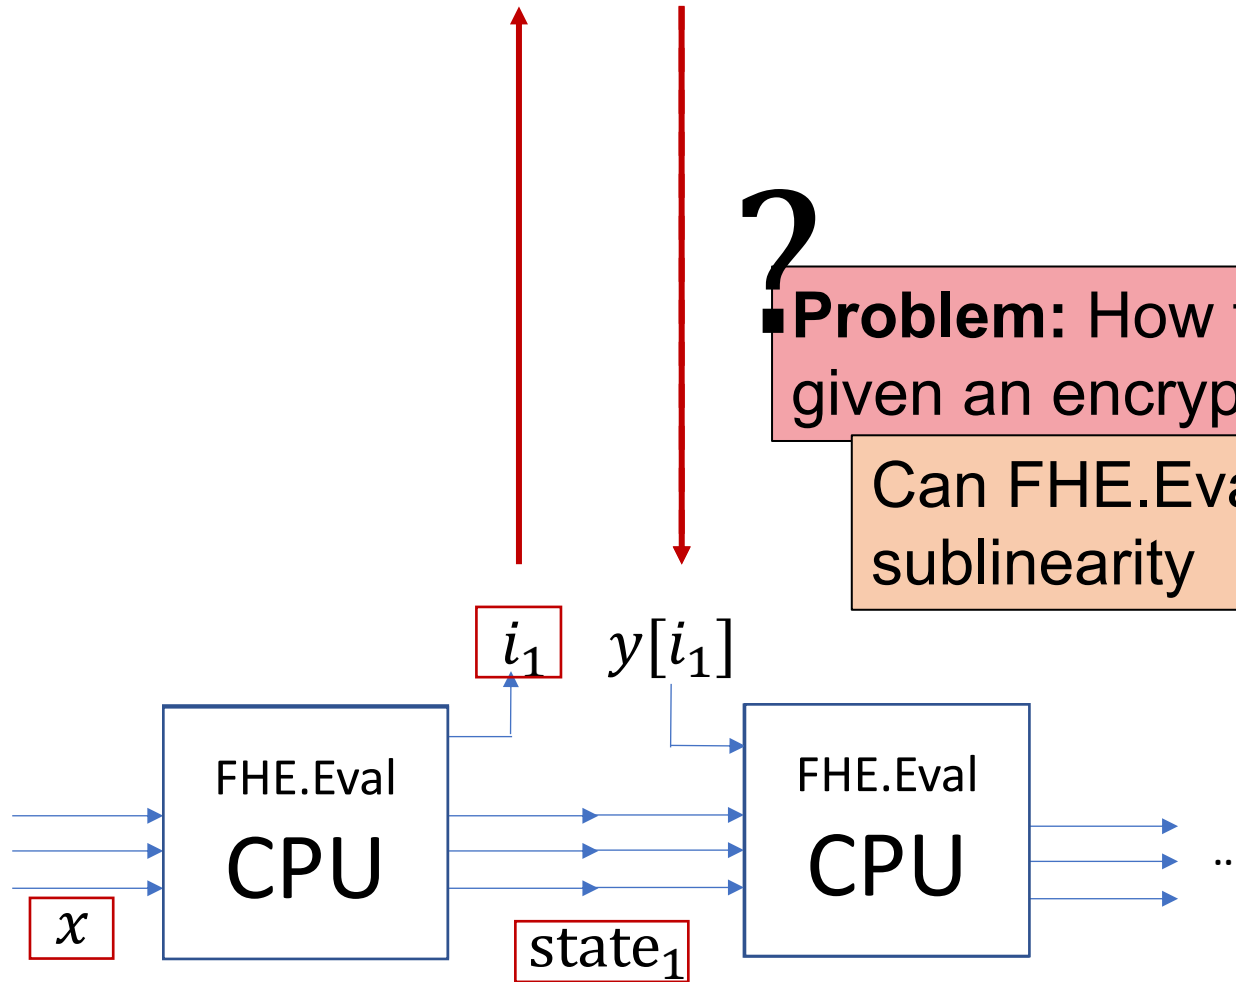 ?
Problem: How
given an encryp
Can FHE.Eva
sublinearity
i₁ y[i₁]
FHE.Eval
CPU
FHE.Eval
CPU
..
x
state₁